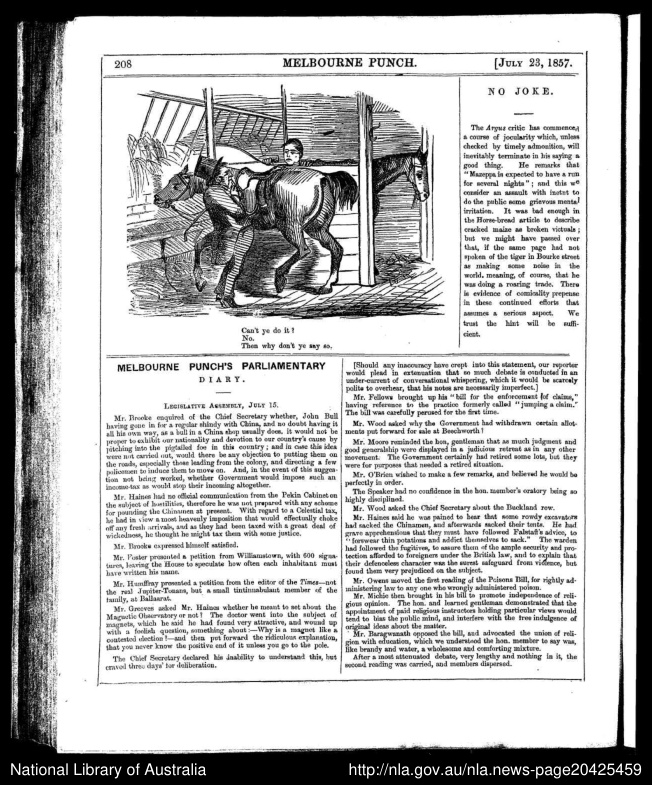 208
MELBOURNE PUNCH.
[JULY 23, 1857.
Can't ye do it?
No.
Then why don't ye say so.
NO JOKE.
The Argus critic has commenced
a course of jocularity which, unless
checked by timely admonition, will
inevitably terminate in his saying a
good thing. He remarks that
"Mazeppa is expected to have a run
for several nights"; and this we
consider an assault with intent to
do the public some grievous mental
irritation. It was bad enough in
the Horse-bread article to describe
cracked maize as broken victuals;
but we might have passed over
that, if the same page had not
spoken of the tiger in Bourke street
as making some noise in the
world, meaning, of course, that he
was doing a roaring trade. There
is evidence of comicality prepense
in these continued efforts that
assumes a serious aspect. We
trust the hint will be suffi-
cient.
MELBOURNE PUNCH'S PARLIAMENTARY
DIARY.
LEGISLATIVE ASSEMBLY, JULY 15.
Mr. Brooke enquired of the Chief Secretary whether, John Bull
having gone in for a regular shindy with China, and no doubt having it
all his own way, as a bull in a China shop usually does, it would not be
proper to exhibit our nationality and devotion to our country's cause by
pitching into the pigtailed foe in this country; and in case this idea
were not carried out, would there be any objection to putting them on
the roads, especially those leading from the colony, and directing a few
policemen to induce them to move on. And, in the event of this sugges-
tion not being worked, whether Government would impose such an
income-tax as would stop their incoming altogether.
Mr. Haines had no official communication from the Pekin Cabinet on
the subject of hostilities, therefore he was not prepared with any scheme
for pounding the Chinamen at present. With regard to a Celestial tax,
he had in view a most heavenly imposition that would effectually choke
off any fresh arrivals, and as they had been taxed with a great deal of
wickedness, he thought he might tax them with some justice.
Mr. Brooke expressed himself satisfied.
Mr. Foster presented a petition from Williamstown, with 600 signa-
tures, leaving the House to speculate how often each inhabitant must
have written his name.
Mr. Humffray presented a petition from the editor of the Times—not
the real Jupiter-Tonans, but a small tintinnabulant member of the
family, at Ballaarat.
Mr. Greeves asked Mr. Haines whether he meant to set about the
Magnetic Observatory or not? The doctor went into the subject of
magnets, which he said he had found very attractive, and wound up
with a foolish question, something about:—Why is a magnet like a
contested election?—and then put forward the ridiculous explanation,
that you never know the positive end of it unless you go to the pole.
The Chief Secretary declared his inability to understand this, but
craved three days' for deliberation.
[Should any inaccuracy have crept into this statement, our reporter
would plead in extenuation that so much debate is conducted in an
under-current of conversational whispering, which it would be scarcely
polite to overhear, that his notes are necessarily imperfect.]
Mr. Fellows brought up his "bill for the enforcement of claims,"
having reference to the practice formerly called "jumping a claim."
The bill was carefully perused for the first time.
Mr. Wood asked why the Government had withdrawn certain allot-
ments put forward for sale at Beechworth?
Mr. Moore reminded the hon. gentleman that as much judgment and
good generalship were displayed in a judicious retreat as in any other
movement. The Government certainly had retired some lots, but they
were for purposes that needed a retired situation.
Mr. O'Brien wished to make a few remarks, and believed he would be
perfectly in order.
The Speaker had no confidence in the hon. member's oratory being so
highly disciplined.
Mr. Wood asked the Chief Secretary about the Buckland row.
Mr. Haines said he was pained to hear that some rowdy excavators
had sacked the Chinamen, and afterwards sacked their tents. He had
grave apprehensions that they must have followed Falstaff's advice, to
"forswear thin potations and addict themselves to sack." The warden
had followed the fugitives, to assure them of the ample security and pro-
tection afforded to foreigners under the British law, and to explain that
their defenceless character was the surest safeguard from violence, but
found them very prejudiced on the subject.
Mr. Owens moved the first reading of the Poisons Bill, for rightly ad-
ministering law to any one who wrongly administered poison.
Mr. Michie then brought in his bill to promote independence of reli-
gious opinion. The hon. and learned gentleman demonstrated that the
appointment of paid religious instructors holding particular views would
tend to bias the public mind, and interfere with the free indulgence of
original ideas about the matter.
Mr. Baragwanath opposed the bill, and advocated the union of reli-
gion with education, which we understood the hon. member to say was,
like brandy and water, a wholesome and comforting mixture.
After a most attenuated debate, very lengthy and nothing in it, the
second reading was carried, and members dispersed.
National Library of Australia
http://nla.gov.au/nla.news-page20425459